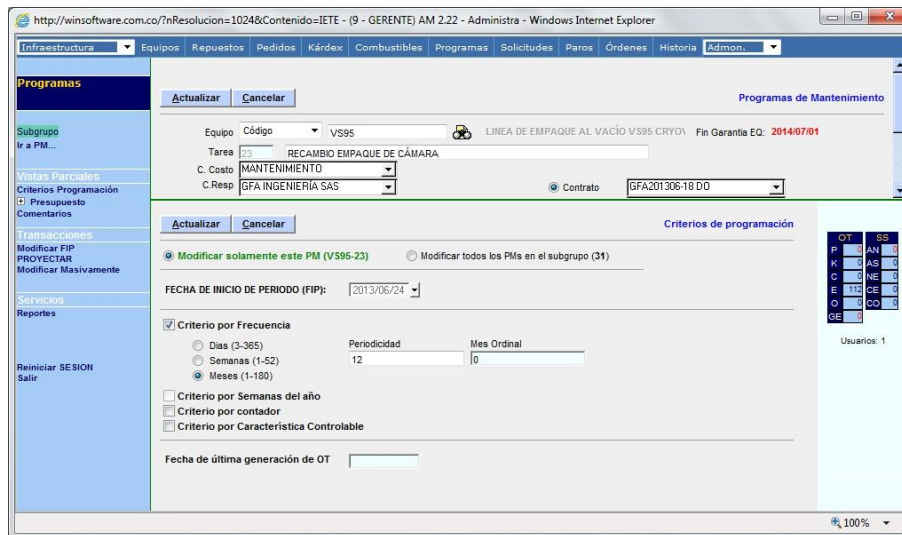 http://winsoftware.com.co/?nResolucion=1024&Contenido=IETE - (9 - GERENTE) AM 2.22 - Administra - Windows Internet Explorer
Infraestructura Equipos Repuestos Pedidos Kárdex Combustibles Programas Solicitudes Paros Órdenes Historia Admon.
Programas
Actualizar Cancelar Programas de Mantenimiento
Subgrupo
Ir a PM...
Equipo Código VS95 LINEA DE EMPAQUE AL VACÍO VS95 CRYOV Fin Garantia EQ: 2014/07/01
Tarea 23 RECAMBIO EMPAQUE DE CÁMARA
C. Costo MANTENIMIENTO
C.Resp GFA INGENIERÍA SAS Contrato GFA201306-18 DO
Vistas Parciales
Criterios Programación
Presupuesto
Comentarios
Transacciones
Modificar FIP
PROYECTAR
Modificar Masivamente
Servicios
Reportes
Reiniciar SESION
Salir
Actualizar Cancelar Criterios de programación
Modificar solamente este PM (VS95-23) Modificar todos los PMs en el subgrupo (31)
FECHA DE INICIO DE PERIODO (FIP): 2013/06/24
Criterio por Frecuencia
Dias (3-365) Periodicidad Mes Ordinal
Semanas (1-52) 12 0
Meses (1-180)
Criterio por Semanas del año
Criterio por contador
Criterio por Característica Controlable
Fecha de última generación de OT
OT SS
P 0 AN 0
K 0 AS 0
C 0 NE 0
E 112 CE 0
O 0 CO 0
GE 0
Usuarios: 1
100%